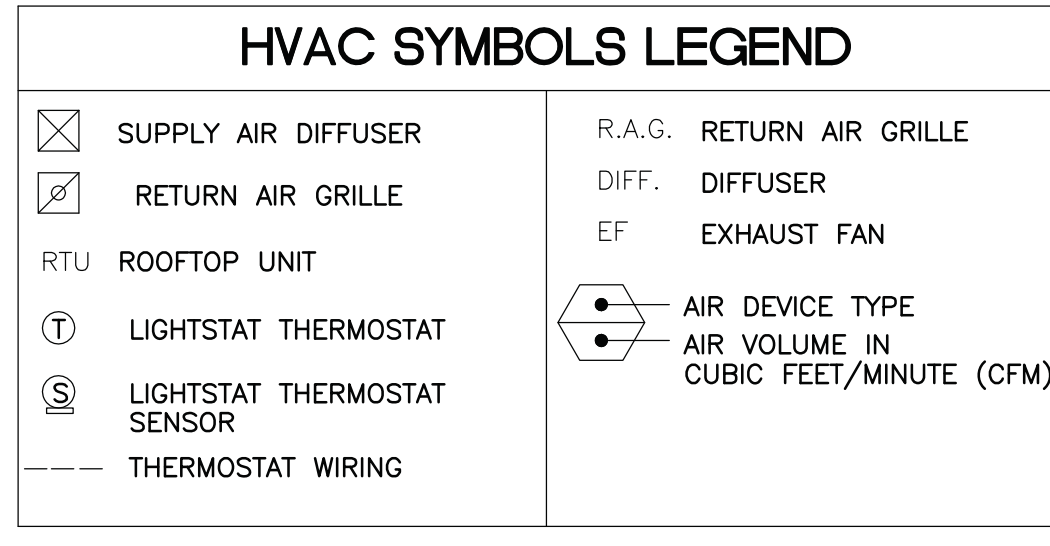 HVAC SYMBOLS LEGEND
SUPPLY AIR DIFFUSER
RETURN AIR GRILLE
RTU ROOFTOP UNIT
T LIGHTSTAT THERMOSTAT
S LIGHTSTAT THERMOSTAT
SENSOR
THERMOSTAT WIRING
R.A.G. RETURN AIR GRILLE
DIFF. DIFFUSER
EF EXHAUST FAN
AIR DEVICE TYPE
AIR VOLUME IN
CUBIC FEET/MINUTE (CFM)